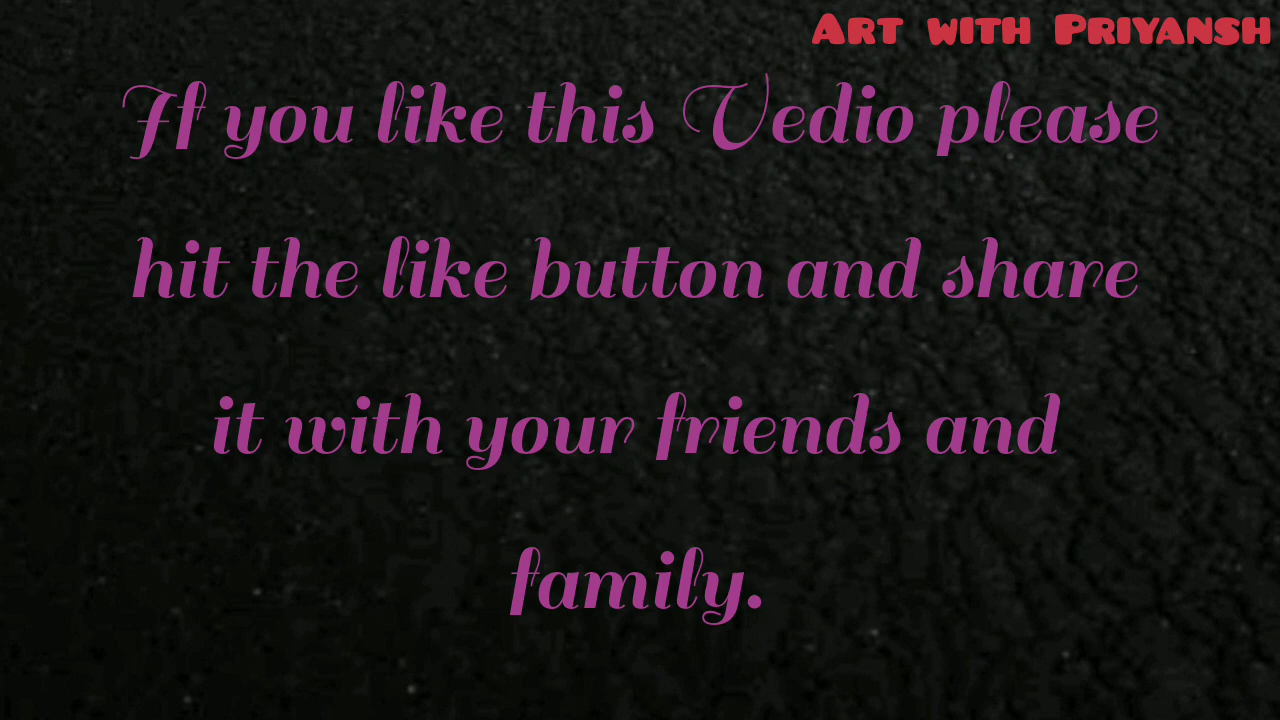 Art with Priyansh
If you like this Vedio please
hit the like button and share
it with your friends and
family.